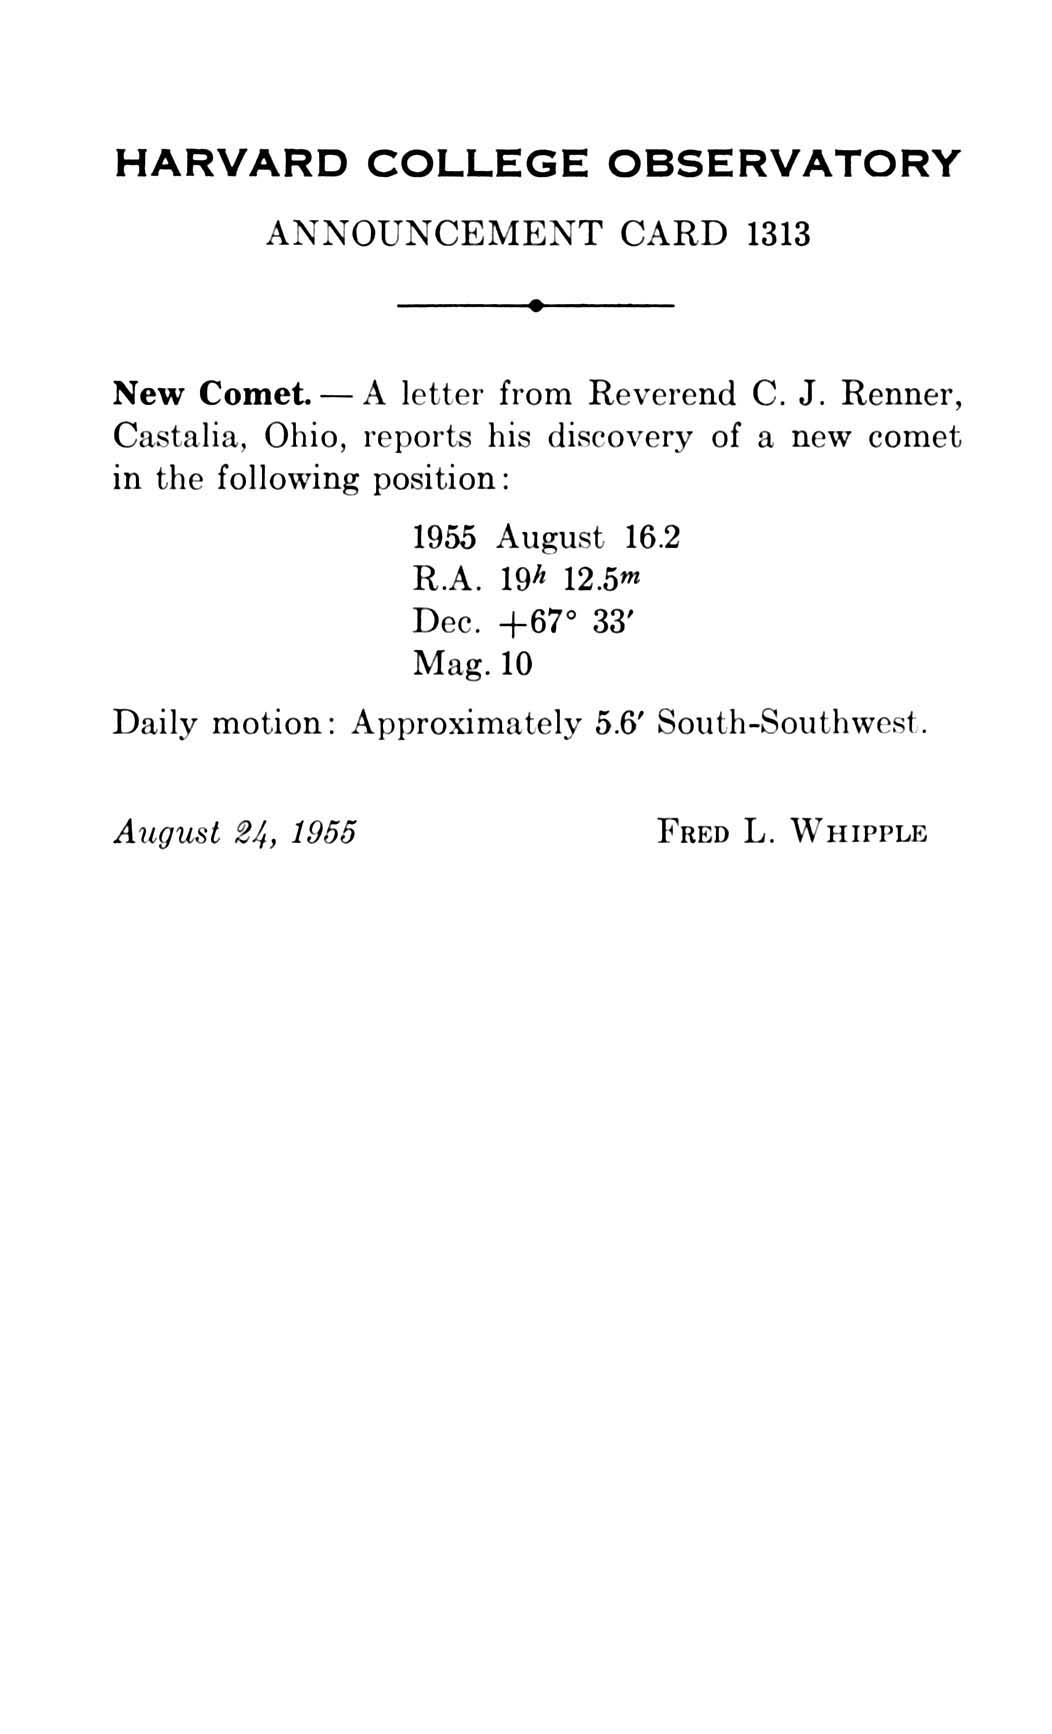 HARVARD COLLEGE OBSERVATORY
ANNOUNCEMENT CARD 1313
New Comet. — A letter from Reverend C. J. Renner,
Castalia, Ohio, reports his discovery of a new comet
in the following position:
1955 August 16.2
R.A. 19h 12.5m
Dec. +67° 33′
Mag. 10
Daily motion: Approximately 5.6′ South-Southwest.
August 24, 1955 FRED L. WHIPPLE